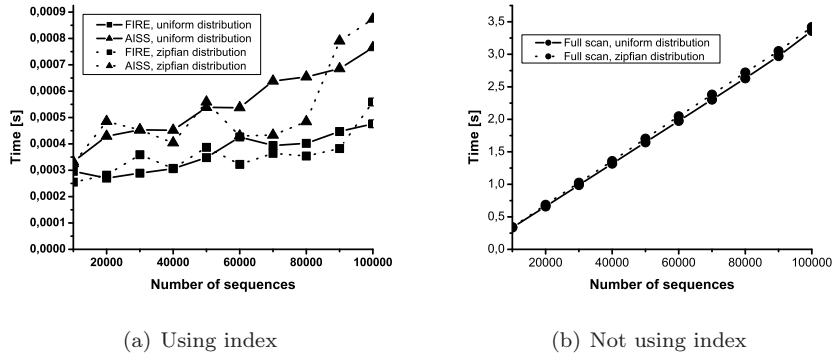 FIRE, uniform distribution
AISS, uniform distribution
FIRE, zipfian distribution
AISS, zipfian distribution
0,0009
0,0008
0,0007
0,0006
0,0005
0,0004
0,0003
0,0002
0,0001
0,0000
Time [s]
20000 40000 60000 80000 100000
Number of sequences
(a) Using index
Full scan, uniform distribution
Full scan, zipfian distribution
3,5
3,0
2,5
2,0
1,5
1,0
0,5
0,0
Time [s]
20000 40000 60000 80000 100000
Number of sequences
(b) Not using index